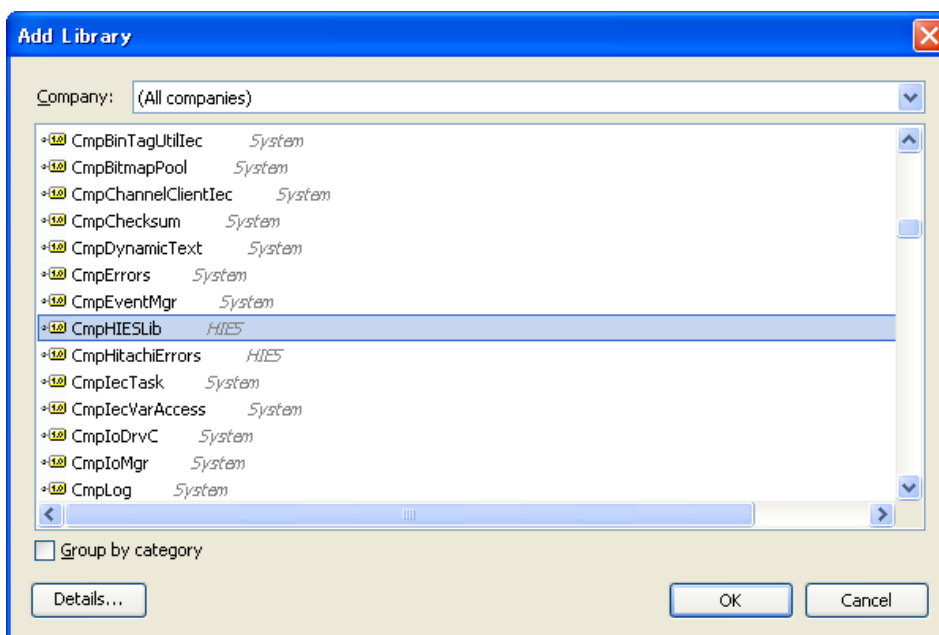 Add Library
Company: (All companies)
CmpBinTagUtilIec System
CmpBitmapPool System
CmpChannelClientIec System
CmpChecksum System
CmpDynamicText System
CmpErrors System
CmpEventMgr System
CmpHIESLib HIES
CmpHitachiErrors HIES
CmpIecTask System
CmpIecVarAccess System
CmpIoDrvC System
CmpIoMgr System
CmpLog System
Group by category
Details... OK Cancel